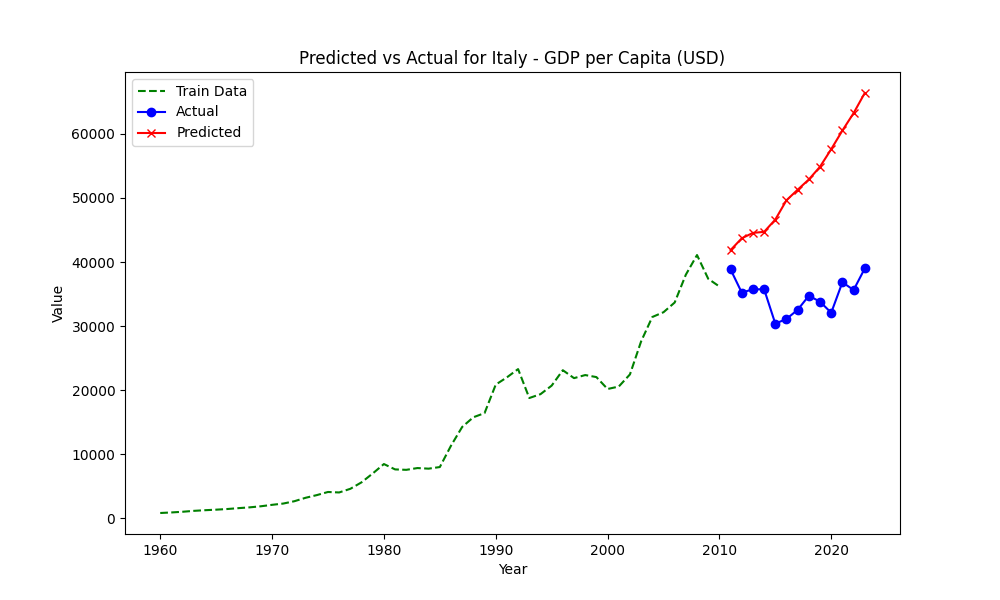 Predicted vs Actual for Italy - GDP per Capita (USD)
Train Data
Actual
Predicted
Value
60000
50000
40000
30000
20000
10000
0
1960 1970 1980 1990 2000 2010 2020
Year